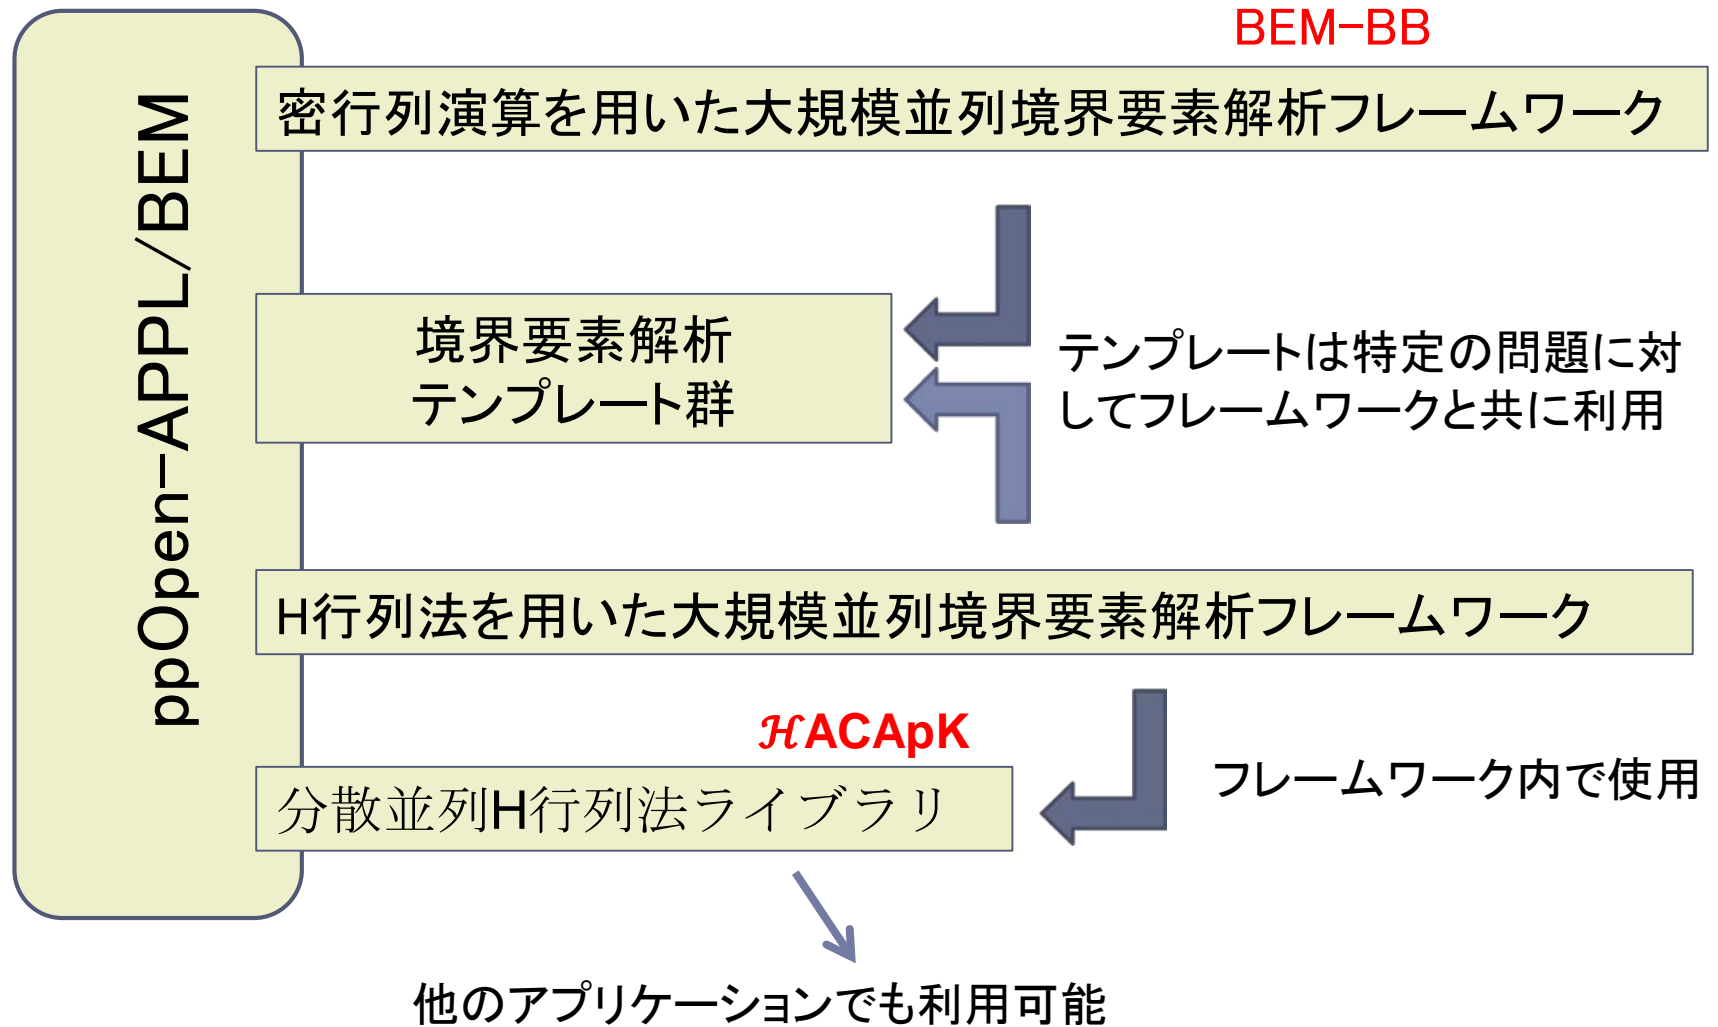 BEM-BB
ppOpen-APPL/BEM
密行列演算を用いた大規模並列境界要素解析フレームワーク
境界要素解析
テンプレート群
テンプレートは特定の問題に対
してフレームワークと共に利用
H行列法を用いた大規模並列境界要素解析フレームワーク
ℋACApK
分散並列H行列法ライブラリ
フレームワーク内で使用
他のアプリケーションでも利用可能